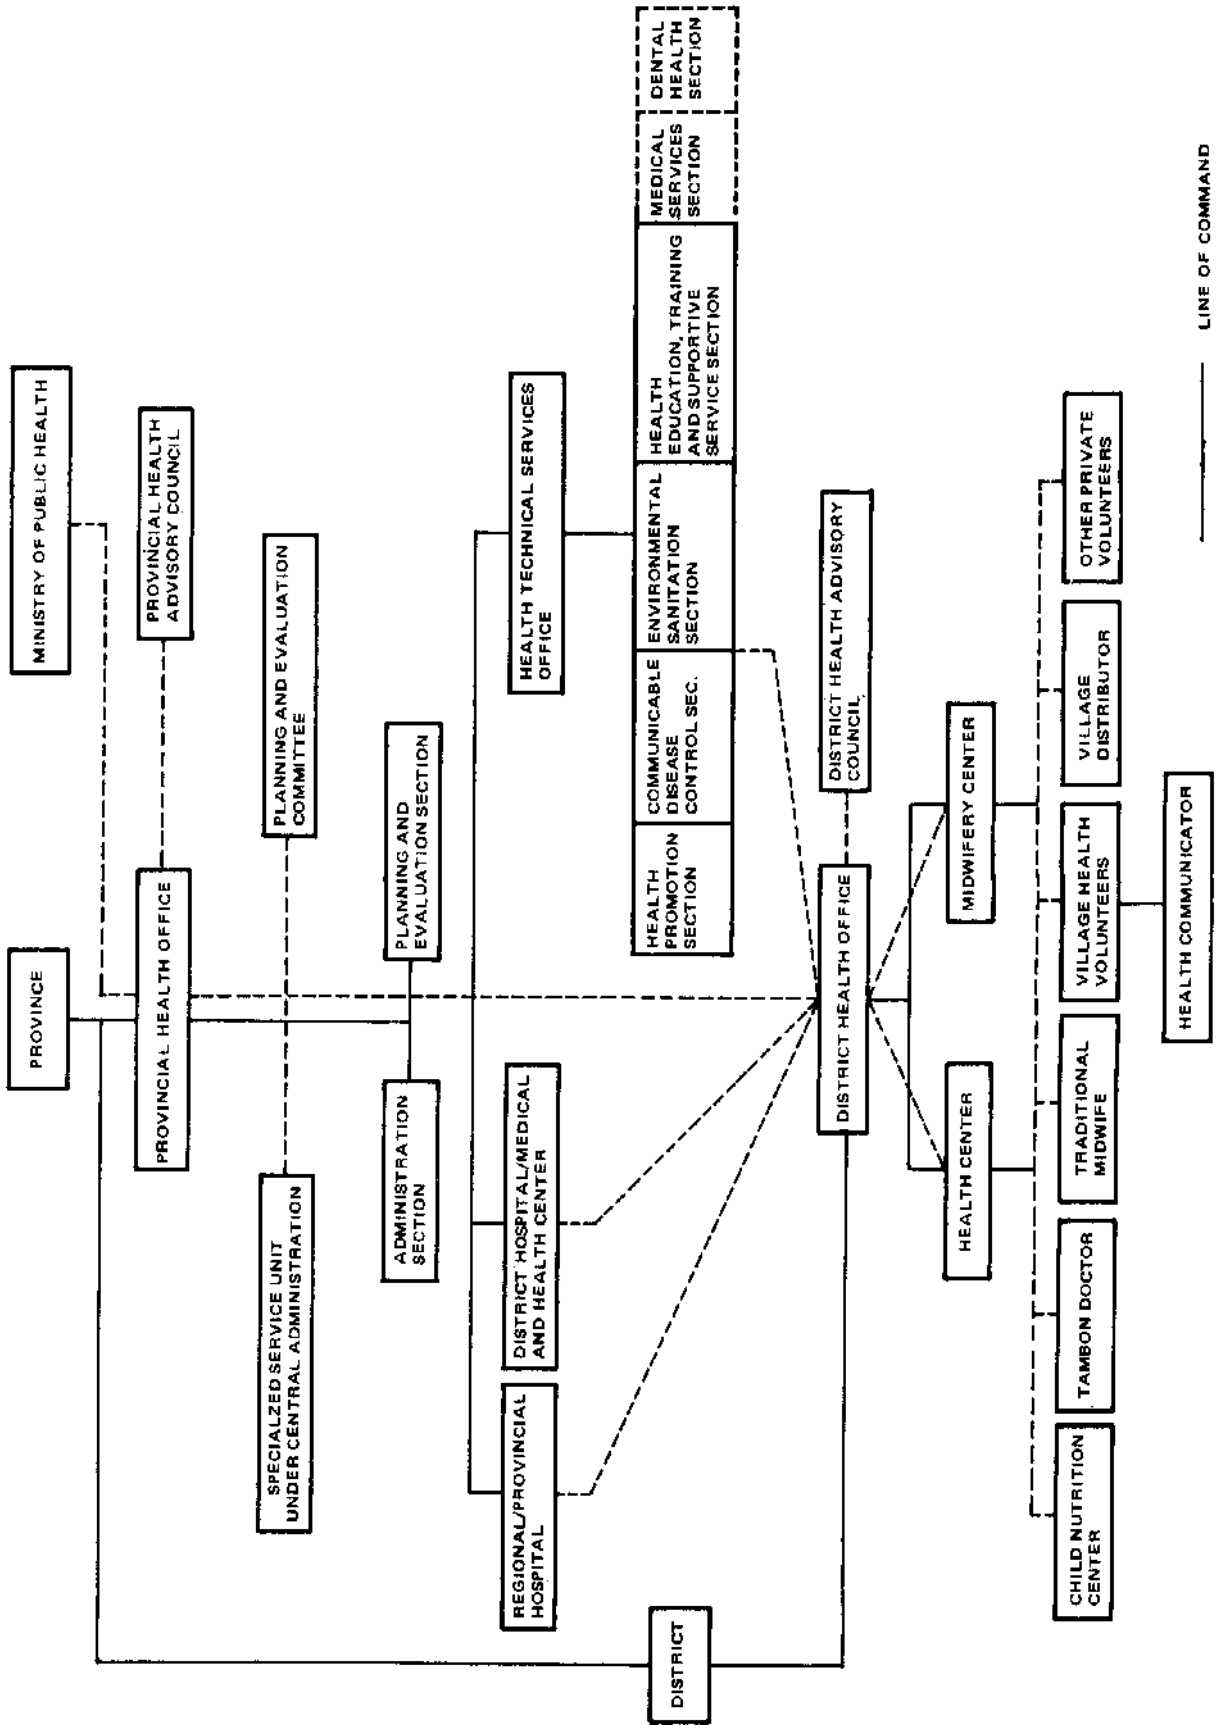 PROVINCE
MINISTRY OF PUBLIC HEALTH
PROVINCIAL HEALTH OFFICE
PROVINCIAL HEALTH
ADVISORY COUNCIL
SPECIALZED SERVICE UNIT
UNDER CENTRAL ADMINISTRATION
PLANNING AND EVALUATION
COMMITTEE
ADMINISTRATION
SECTION
PLANNING AND
EVALUATION SECTION
REGIONAL/PROVINCIAL
HOSPITAL
DISTRICT HOSPITAL/MEDICAL
AND HEALTH CENTER
HEALTH TECHNICAL SERVICES
OFFICE
DISTRICT
HEALTH
PROMOTION
SECTION
COMMUNICABLE
DISEASE
CONTROL SEC.
ENVIRONMENTAL
SANITATION
SECTION
HEALTH
EDUCATION, TRAINING
AND SUPPORTIVE
SERVICE SECTION
MEDICAL
SERVICES
SECTION
DENTAL
HEALTH
SECTION
DISTRICT HEALTH OFFICE
DISTRICT HEALTH ADVISORY
COUNCIL
HEALTH CENTER
MIDWIFERY CENTER
CHILD NUTRITION
CENTER
TAMBON DOCTOR
TRADITIONAL
MIDWIFE
VILLAGE HEALTH
VOLUNTEERS
VILLAGE
DISTRIBUTOR
OTHER PRIVATE
VOLUNTEERS
HEALTH COMMUNICATOR
LINE OF COMMAND